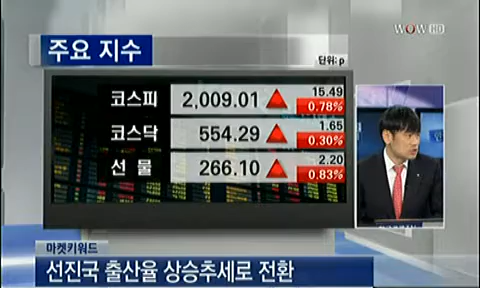 WOW HD
주요 지수
단위: p
코스피 2,009.01 ▲ 15.49 0.78%
코스닥 554.29 ▲ 1.65 0.30%
선물 266.10 ▲ 2.20 0.83%
마켓키워드
선진국 출산율 상승추세로 전환